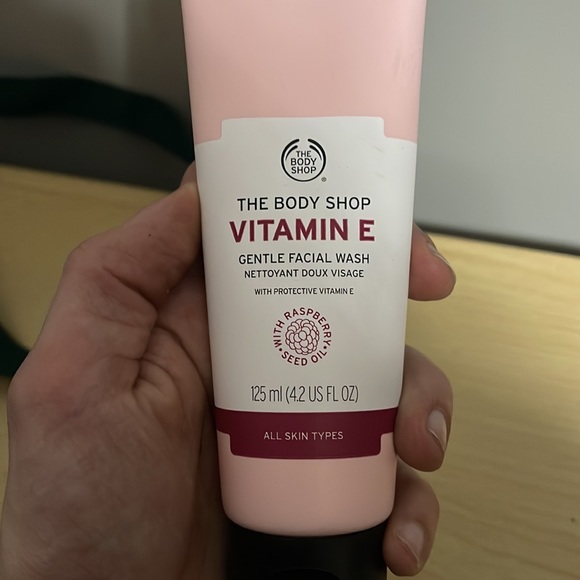 THE
BODY
SHOP
®
THE BODY SHOP
VITAMIN E
GENTLE FACIAL WASH
NETTOYANT DOUX VISAGE
WITH PROTECTIVE VITAMIN E
•WITH RASPBERRY•
SEED OIL
125 ml (4.2 US FL OZ)
ALL SKIN TYPES